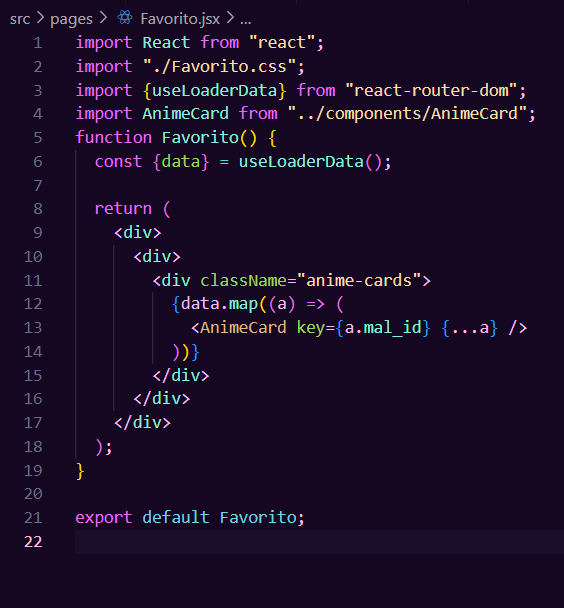 src > pages > Favorito.jsx > ...
1 import React from "react";
2 import "./Favorito.css";
3 import {useLoaderData} from "react-router-dom";
4 import AnimeCard from "../components/AnimeCard";
5 function Favorito() {
6   const {data} = useLoaderData();
7
8   return (
9     <div>
10       <div>
11         <div className="anime-cards">
12           {data.map((a) => (
13             <AnimeCard key={a.mal_id} {...a} />
14           ))}
15         </div>
16       </div>
17     </div>
18   );
19 }
20
21 export default Favorito;
22